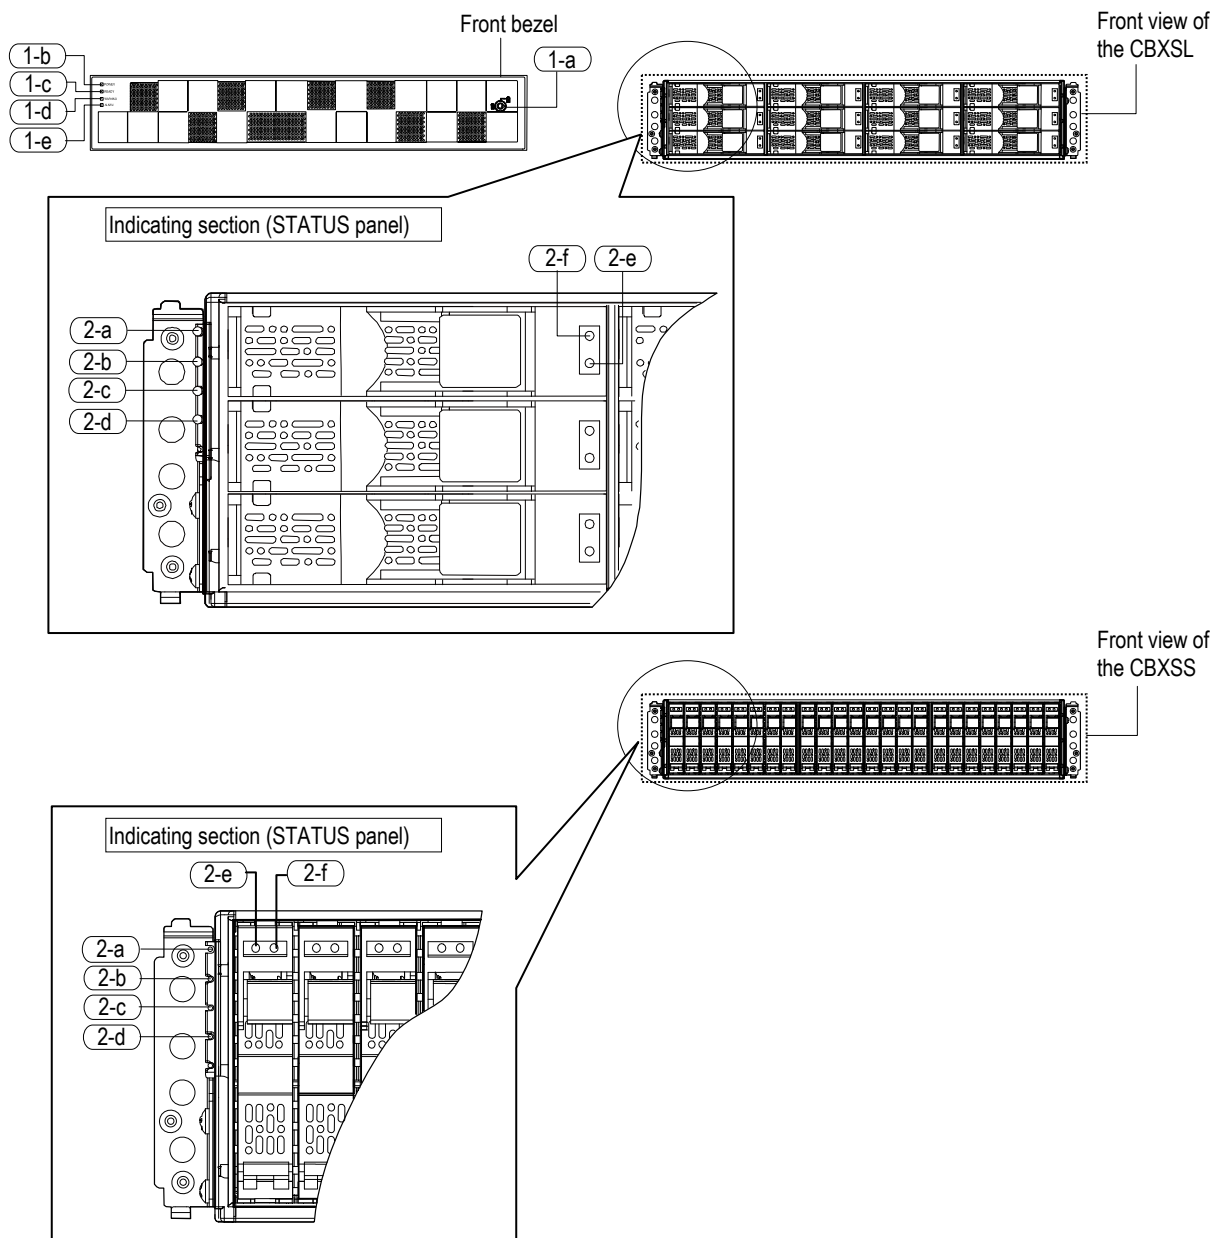 Front bezel
Front view of
the CBXSL
1-b
1-a
1-c
1-d
1-e
Indicating section (STATUS panel)
2-f
2-e
2-a
2-b
2-c
2-d
Front view of
the CBXSS
Indicating section (STATUS panel)
2-e
2-f
2-a
2-b
2-c
2-d